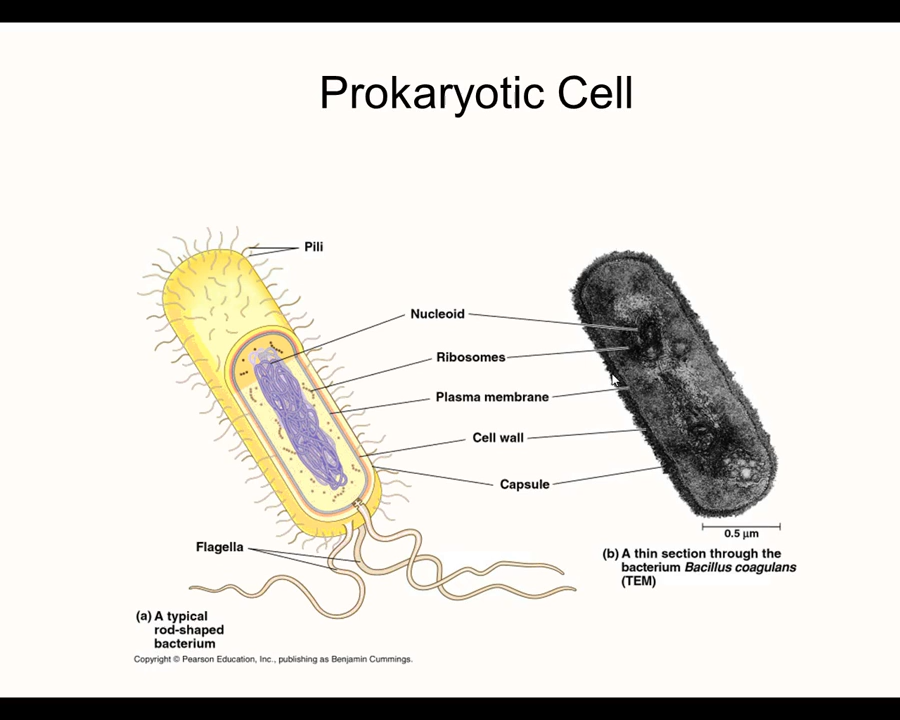 Prokaryotic Cell
Pili
Nucleoid
Ribosomes
Plasma membrane
Cell wall
Capsule
Flagella
0.5 µm
(a) A typical
rod-shaped
bacterium
(b) A thin section through the
bacterium Bacillus coagulans
(TEM)
Copyright © Pearson Education, Inc., publishing as Benjamin Cummings.